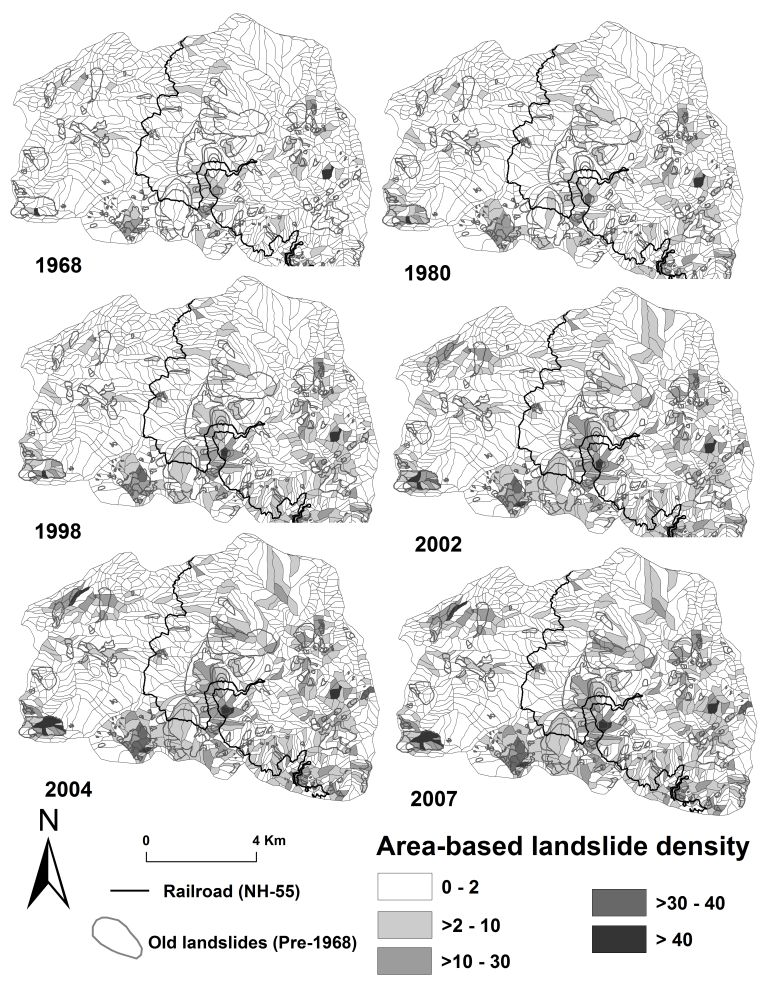 1968
1980
1998
2002
2004
2007
N
0 4 Km
Railroad (NH-55)
Old landslides (Pre-1968)
Area-based landslide density
0 - 2
>2 - 10
>10 - 30
>30 - 40
> 40